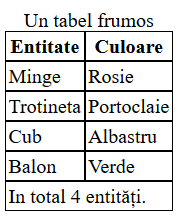 Un tabel frumos
Entitate Culoare
Minge Rosie
Trotineta Portoclaie
Cub Albastru
Balon Verde
In total 4 entități.